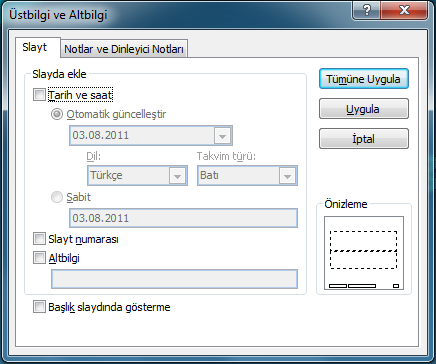 Üstbilgi ve Altbilgi
Slayt
Notlar ve Dinleyici Notları
Slayda ekle
Tarih ve saat
Otomatik güncelleştir
03.08.2011
Dil:
Takvim türü:
Türkçe
Batı
Sabit
03.08.2011
Slayt numarası
Altbilgi
Başlık slaydında gösterme
Tümüne Uygula
Uygula
İptal
Önizleme